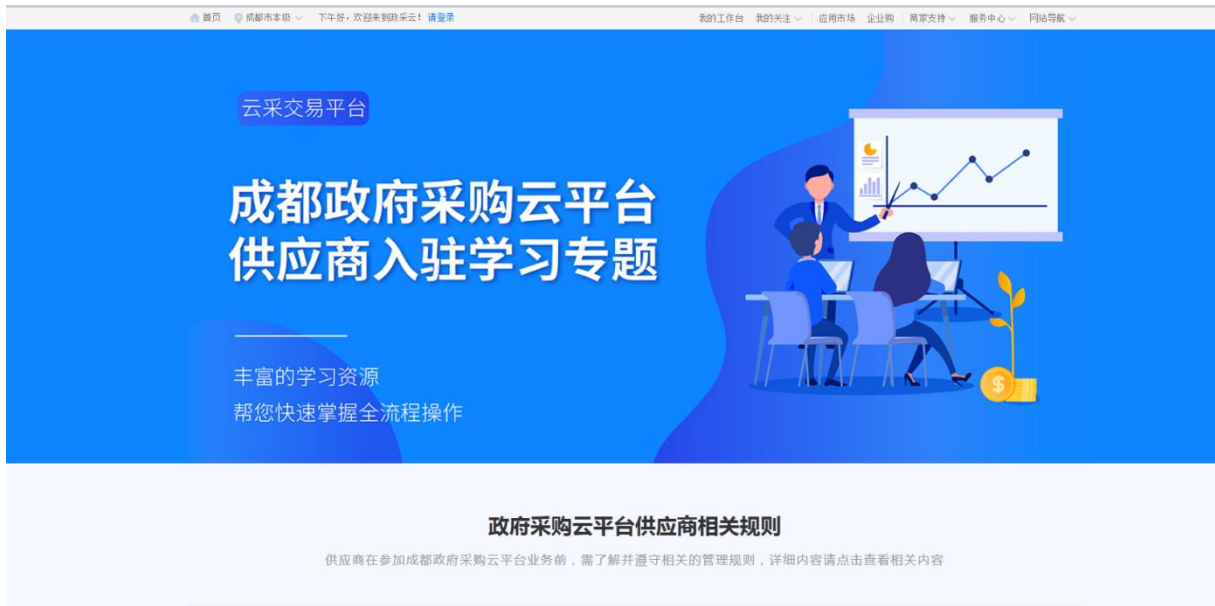 首页 成都市本级 下午好，欢迎来到政采云！ 请登录 我的工作台 我的关注 应用市场 企业购 商家支持 服务中心 网站导航
云采交易平台
成都政府采购云平台
供应商入驻学习专题
丰富的学习资源
帮您快速掌握全流程操作
政府采购云平台供应商相关规则
供应商在参加成都政府采购云平台业务前，需了解并遵守相关的管理规则，详细内容请点击查看相关内容